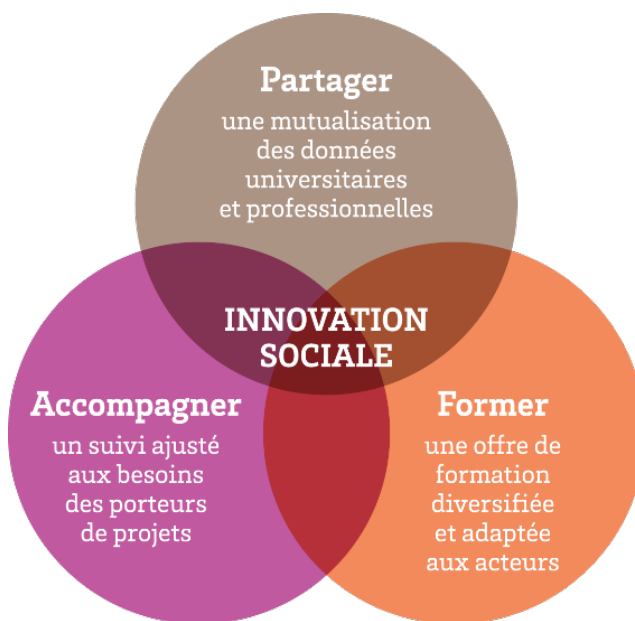 Partager
une mutualisation
des données
universitaires
et professionnelles
INNOVATION
SOCIALE
Accompagner
un suivi ajusté
aux besoins
des porteurs
de projets
Former
une offre de
formation
diversifiée
et adaptée
aux acteurs